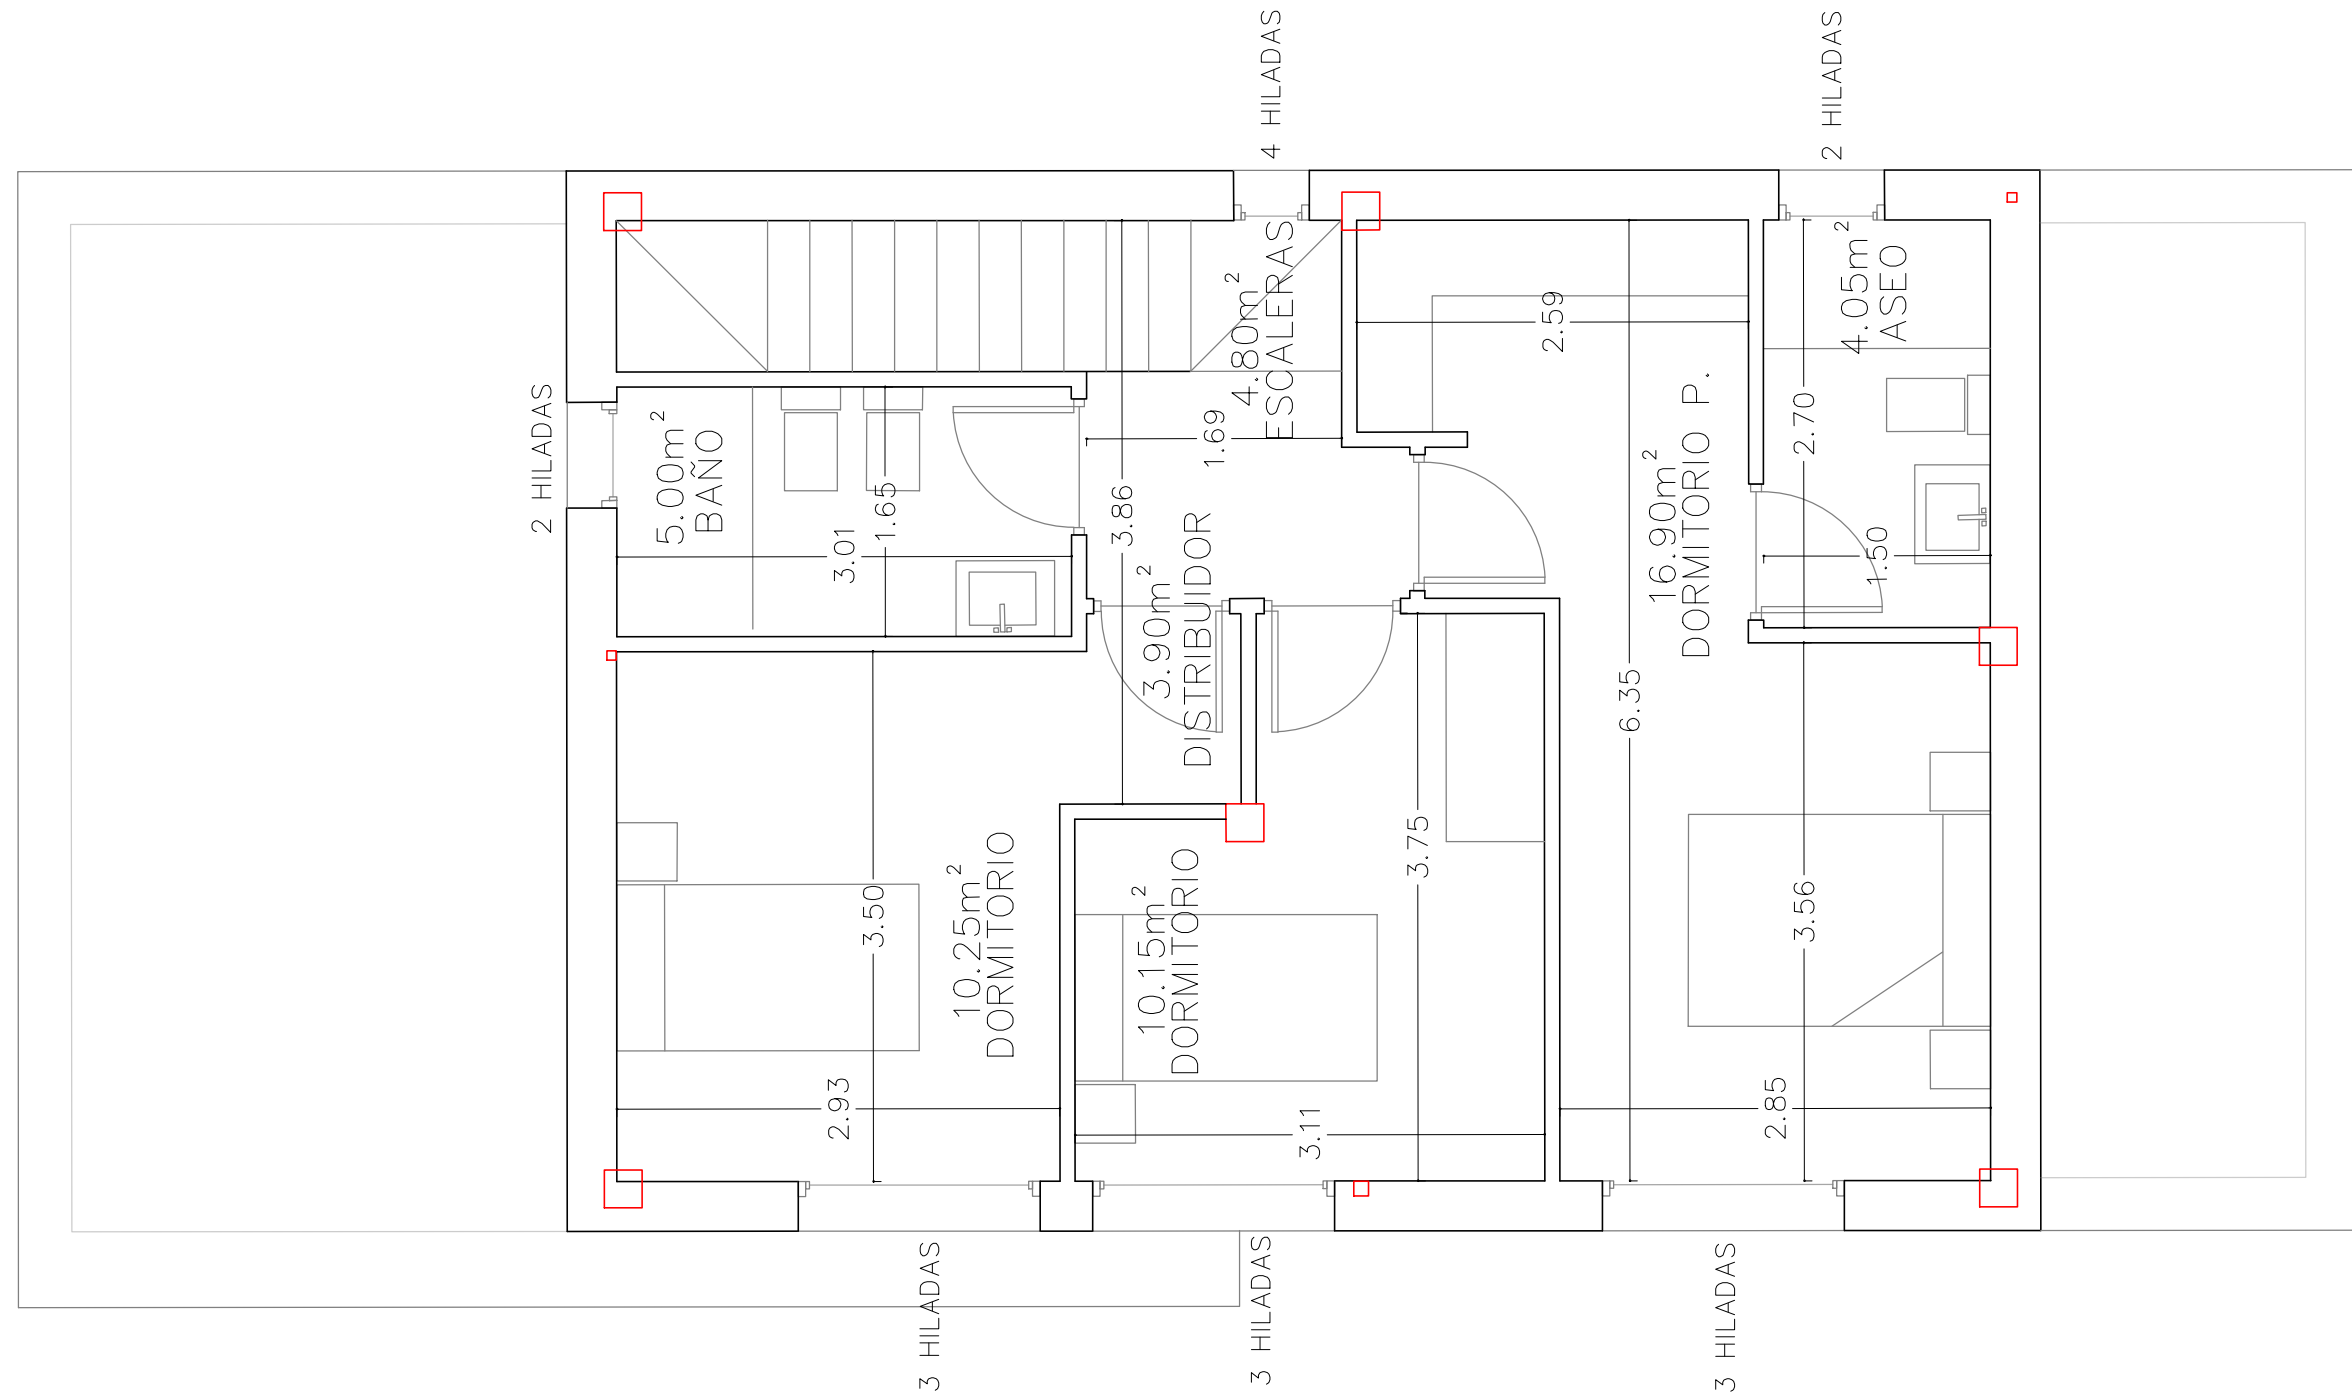 4 HILADAS
2 HILADAS
4.80m²
ESCALERAS
2.59
4.05m²
ASEO
2 HILADAS
5.00m²
BAÑO
1.65
3.01
1.69
3.86
2.70
1.50
16.90m²
DORMITORIO P.
3.90m²
DISTRIBUIDOR
6.35
3.50
10.25m²
DORMITORIO
10.15m²
DORMITORIO
3.75
3.56
2.93
3.11
2.85
3 HILADAS
3 HILADAS
3 HILADAS